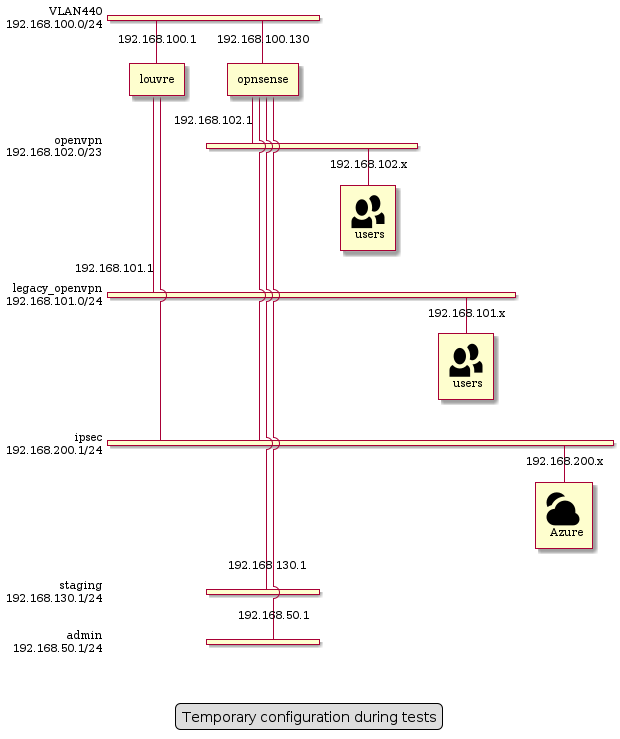 VLAN440
192.168.100.0/24
192.168.100.1
192.168.100.130
louvre
opnsense
192.168.102.1
openvpn
192.168.102.0/23
192.168.102.x
users
192.168.101.1
legacy_openvpn
192.168.101.0/24
192.168.101.x
users
ipsec
192.168.200.1/24
192.168.200.x
Azure
192.168.130.1
staging
192.168.130.1/24
192.168.50.1
admin
192.168.50.1/24
Temporary configuration during tests